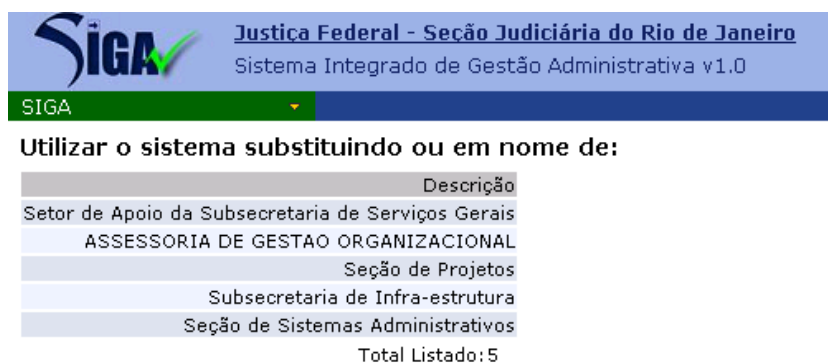 SIGA
Justiça Federal - Seção Judiciária do Rio de Janeiro
Sistema Integrado de Gestão Administrativa v1.0
SIGA
Utilizar o sistema substituindo ou em nome de:
Descrição
Setor de Apoio da Subsecretaria de Serviços Gerais
ASSESSORIA DE GESTAO ORGANIZACIONAL
Seção de Projetos
Subsecretaria de Infra-estrutura
Seção de Sistemas Administrativos
Total Listado:5